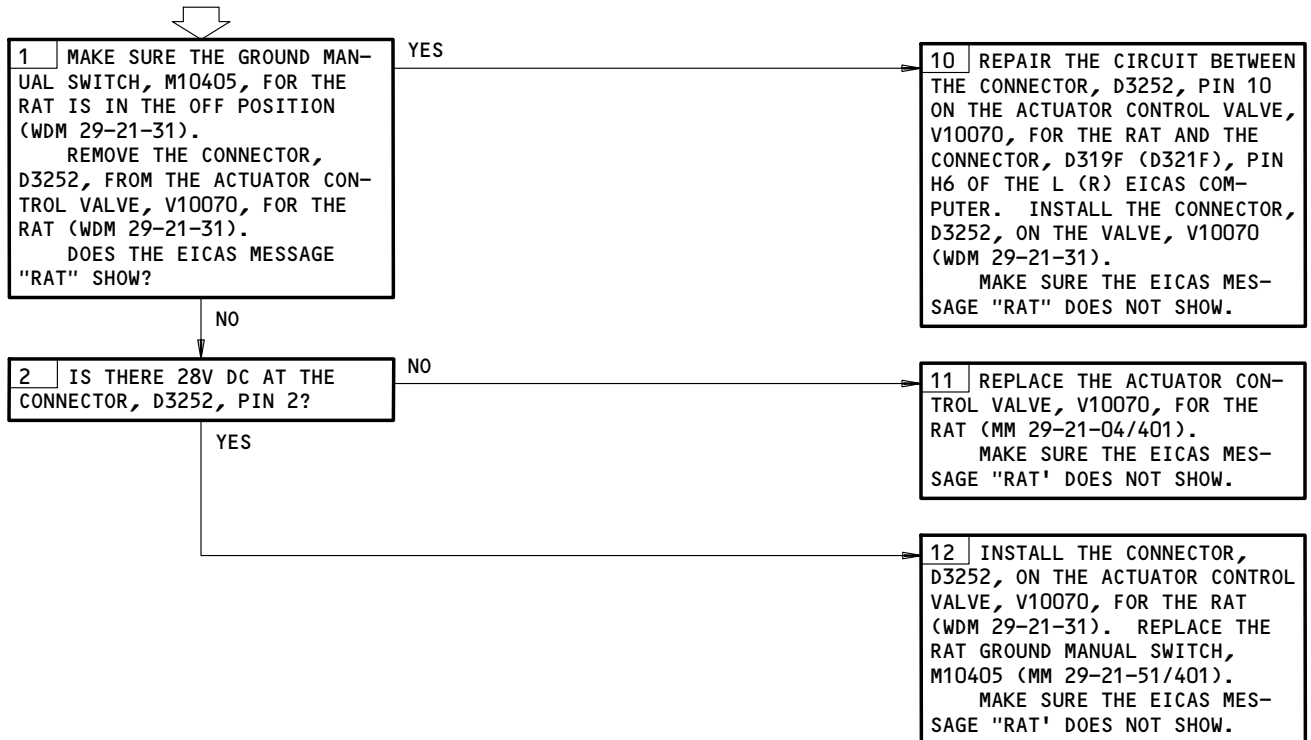 1 MAKE SURE THE GROUND MAN-
UAL SWITCH, M10405, FOR THE
RAT IS IN THE OFF POSITION
(WDM 29-21-31).
REMOVE THE CONNECTOR,
D3252, FROM THE ACTUATOR CON-
TROL VALVE, V10070, FOR THE
RAT (WDM 29-21-31).
DOES THE EICAS MESSAGE
"RAT" SHOW?
YES
NO
10 REPAIR THE CIRCUIT BETWEEN
THE CONNECTOR, D3252, PIN 10
ON THE ACTUATOR CONTROL VALVE,
V10070, FOR THE RAT AND THE
CONNECTOR, D319F (D321F), PIN
H6 OF THE L (R) EICAS COM-
PUTER. INSTALL THE CONNECTOR,
D3252, ON THE VALVE, V10070
(WDM 29-21-31).
MAKE SURE THE EICAS MES-
SAGE "RAT" DOES NOT SHOW.
2 IS THERE 28V DC AT THE
CONNECTOR, D3252, PIN 2?
NO
YES
11 REPLACE THE ACTUATOR CON-
TROL VALVE, V10070, FOR THE
RAT (MM 29-21-04/401).
MAKE SURE THE EICAS MES-
SAGE "RAT' DOES NOT SHOW.
12 INSTALL THE CONNECTOR,
D3252, ON THE ACTUATOR CONTROL
VALVE, V10070, FOR THE RAT
(WDM 29-21-31). REPLACE THE
RAT GROUND MANUAL SWITCH,
M10405 (MM 29-21-51/401).
MAKE SURE THE EICAS MES-
SAGE "RAT' DOES NOT SHOW.